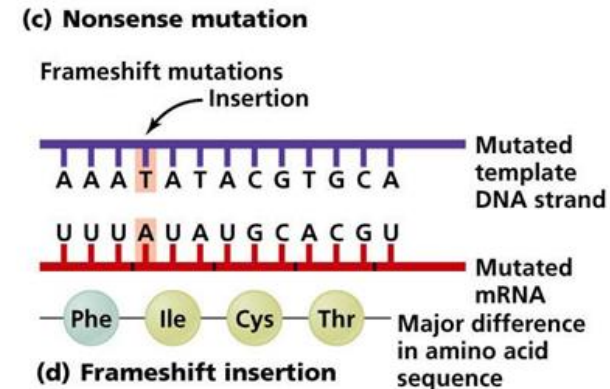 (c) Nonsense mutation
Frameshift mutations
Insertion
Mutated
template
DNA strand
A A A T A T A C G T G C A
U U U A U A U G C A C G U
Mutated
mRNA
Phe Ile Cys Thr
Major difference
in amino acid
sequence
(d) Frameshift insertion